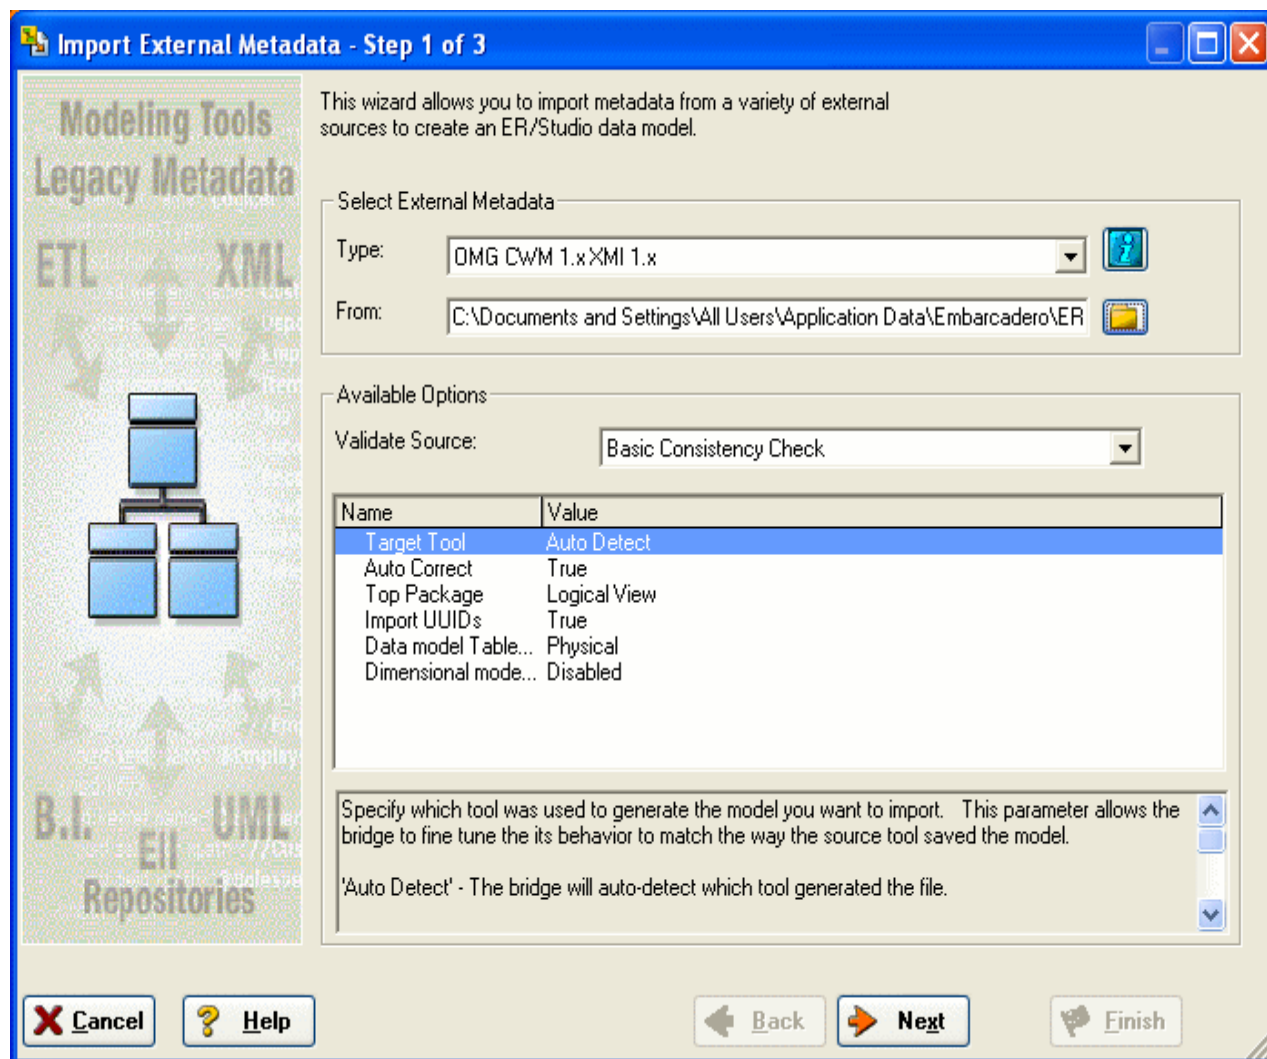 Import External Metadata - Step 1 of 3
Modeling Tools
Legacy Metadata
ETL XML
B.I. UML
EII
Repositories
This wizard allows you to import metadata from a variety of external
sources to create an ER/Studio data model.
Select External Metadata
Type: OMG CWM 1.x XMI 1.x
From: C:\Documents and Settings\All Users\Application Data\Embarcadero\ER
Available Options
Validate Source: Basic Consistency Check
Name Value
Target Tool Auto Detect
Auto Correct True
Top Package Logical View
Import UUIDs True
Data model Table... Physical
Dimensional mode... Disabled
Specify which tool was used to generate the model you want to import. This parameter allows the
bridge to fine tune the its behavior to match the way the source tool saved the model.
'Auto Detect' - The bridge will auto-detect which tool generated the file.
Cancel Help Back Next Finish